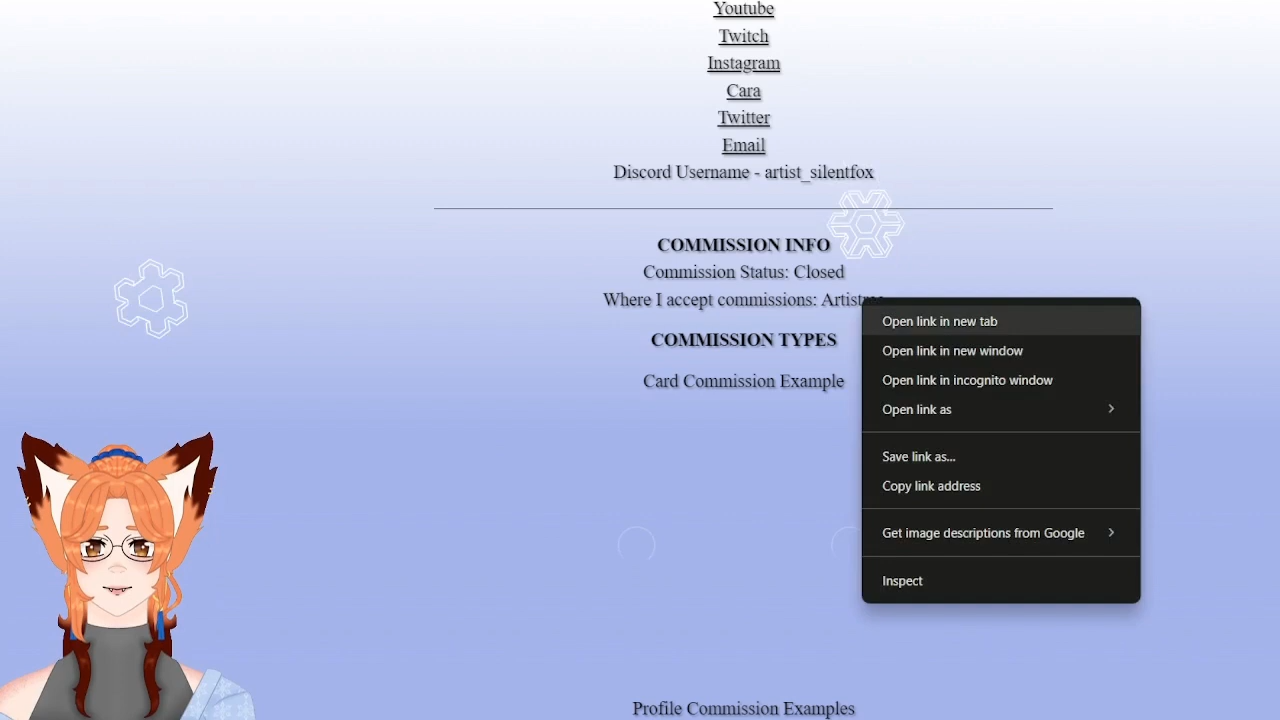 Youtube
Twitch
Instagram
Cara
Twitter
Email
Discord Username - artist_silentfox
COMMISSION INFO
Commission Status: Closed
Where I accept commissions:
COMMISSION TYPES
Card Commission Example
Open link in new tab
Open link in new window
Open link in incognito window
Open link as
Save link as...
Copy link address
Get image descriptions from Google
Inspect
Profile Commission Examples